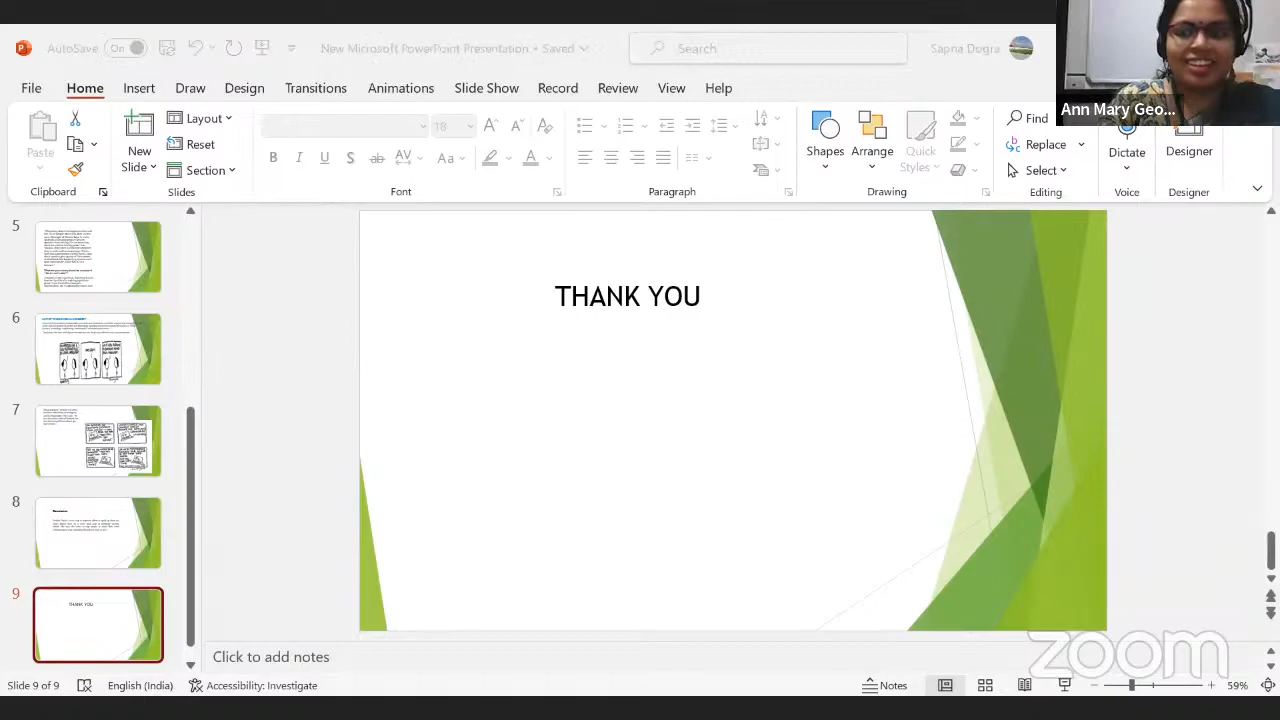 AutoSave On
New Microsoft PowerPoint Presentation • Saved
Search
Sapna Dogra
Ann Mary Geo...
File Home Insert Draw Design Transitions Animations Slide Show Record Review View Help
Paste
New
Slide
Layout
Reset
Section
18
Shapes
Arrange
Quick
Styles
Find
Replace
Select
Dictate
Designer
Clipboard
Slides
Font
Paragraph
Drawing
Editing
Voice
Designer
5
6
7
8
9
THANK YOU
THANK YOU
Click to add notes
zoom
Slide 9 of 9
English (India)
Accessibility: Investigate
Notes
59%